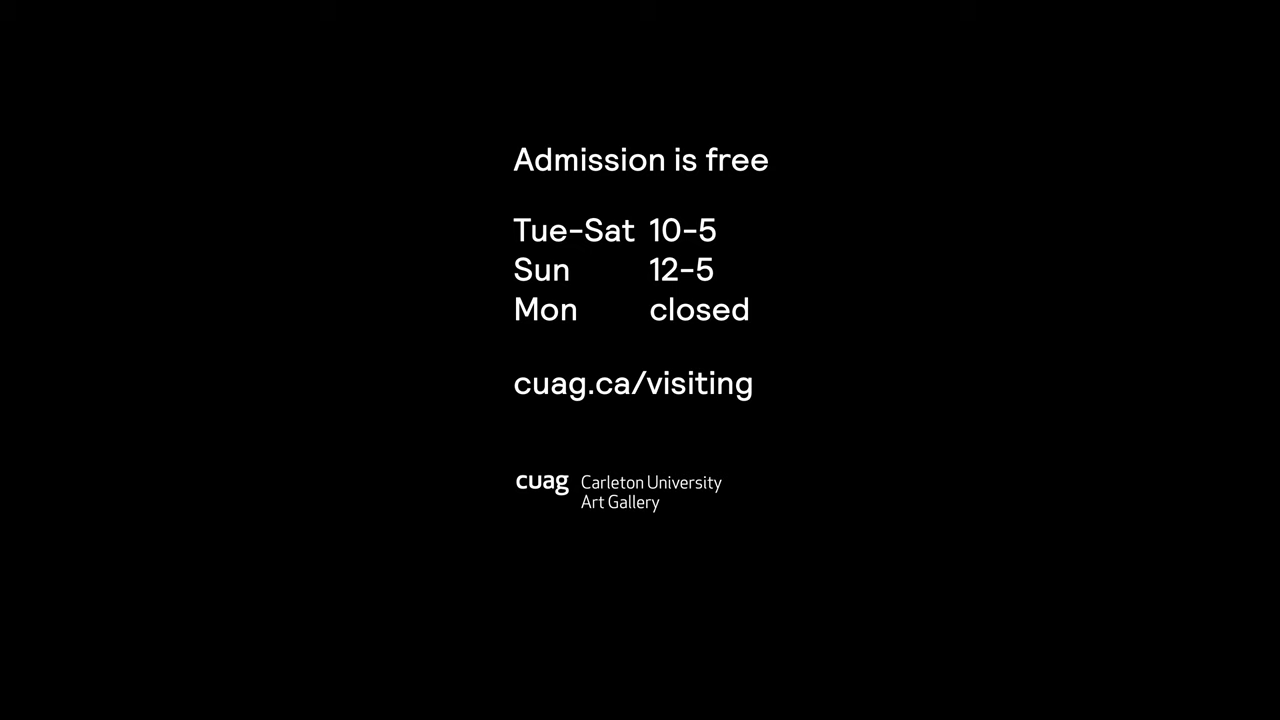 Admission is free
Tue–Sat 10–5
Sun 12–5
Mon closed
cuag.ca/visiting
cuag Carleton University
Art Gallery